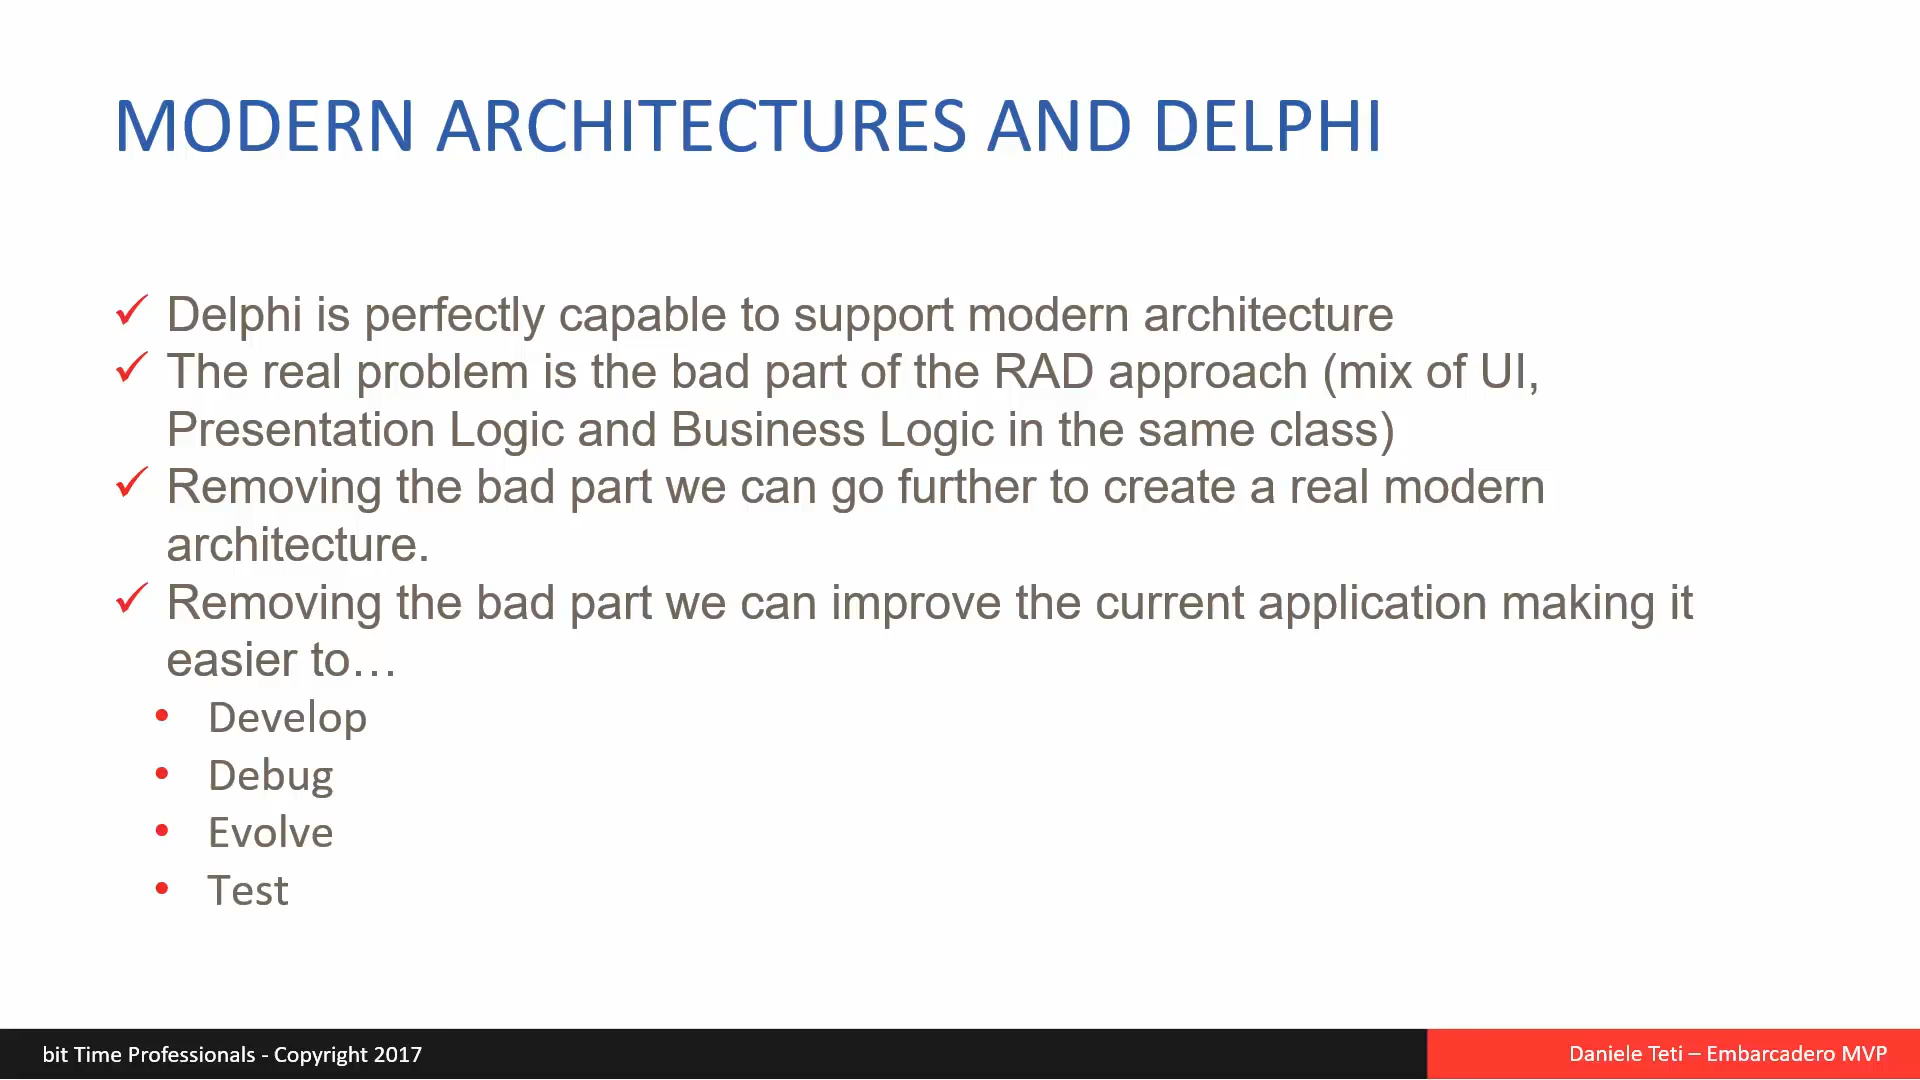 MODERN ARCHITECTURES AND DELPHI
Delphi is perfectly capable to support modern architecture
The real problem is the bad part of the RAD approach (mix of UI,
Presentation Logic and Business Logic in the same class)
Removing the bad part we can go further to create a real modern
architecture.
Removing the bad part we can improve the current application making it
easier to…
Develop
Debug
Evolve
Test
bit Time Professionals - Copyright 2017
Daniele Teti – Embarcadero MVP